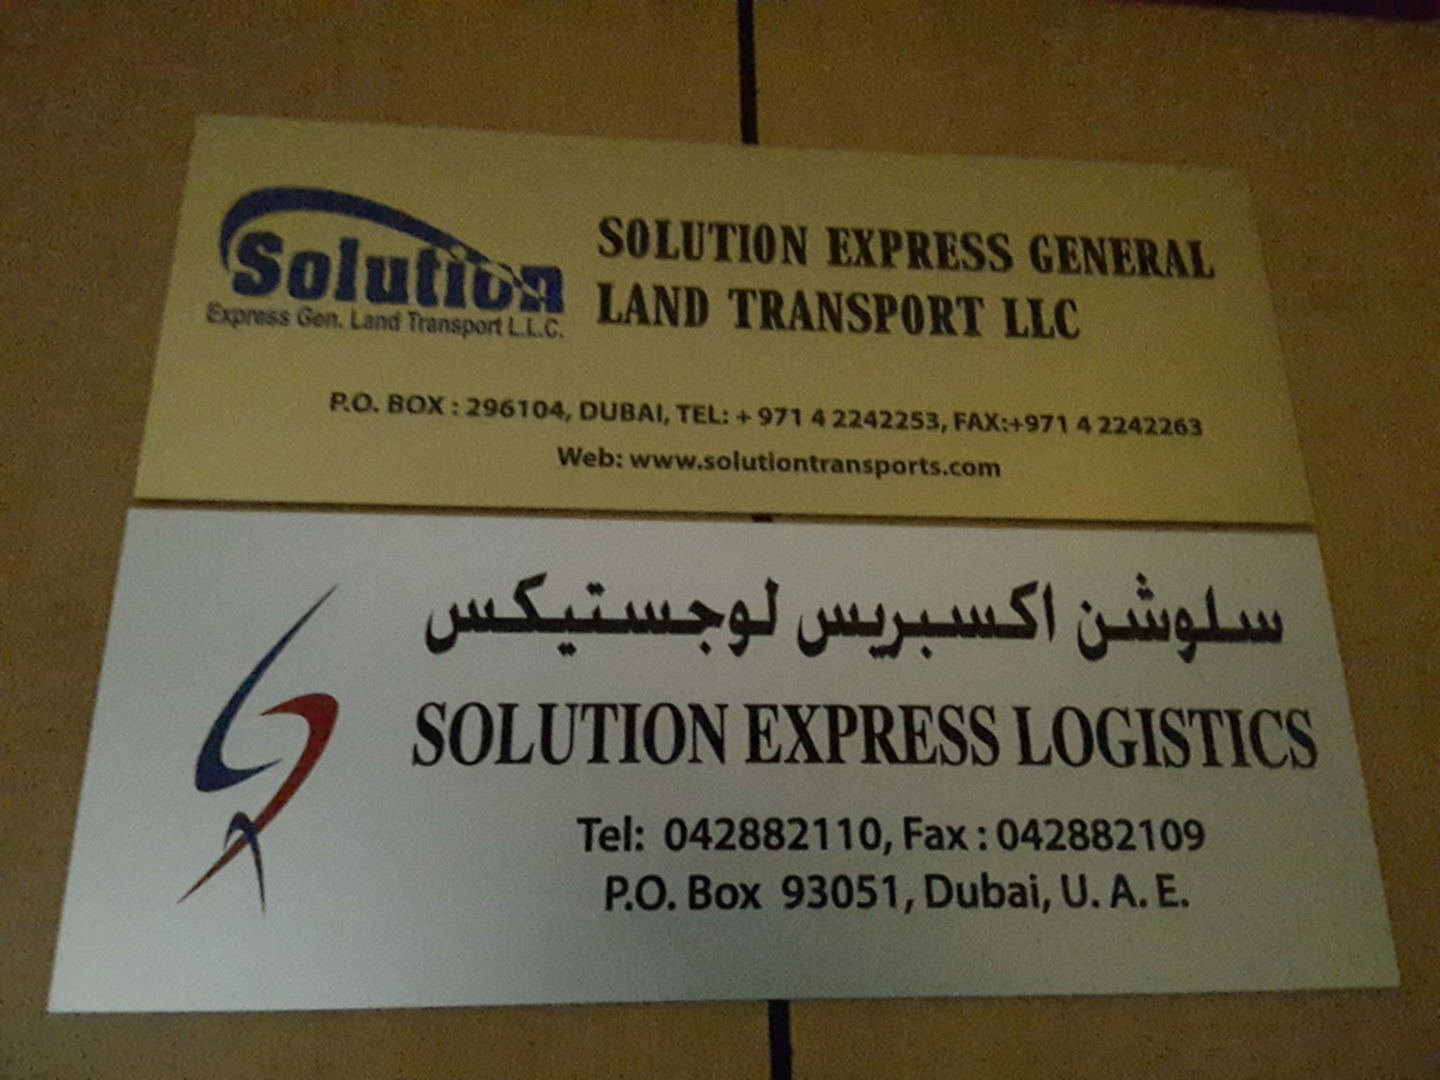 Solution
Express Gen. Land Transport L.L.C.
SOLUTION EXPRESS GENERAL
LAND TRANSPORT LLC
P.O. BOX : 296104, DUBAI, TEL: + 971 4 2242253, FAX:+971 4 2242263
Web: www.solutiontransports.com
سلوشن اكسبريس لوجستيكس
SOLUTION EXPRESS LOGISTICS
Tel: 042882110, Fax : 042882109
P.O. Box 93051, Dubai, U. A. E.